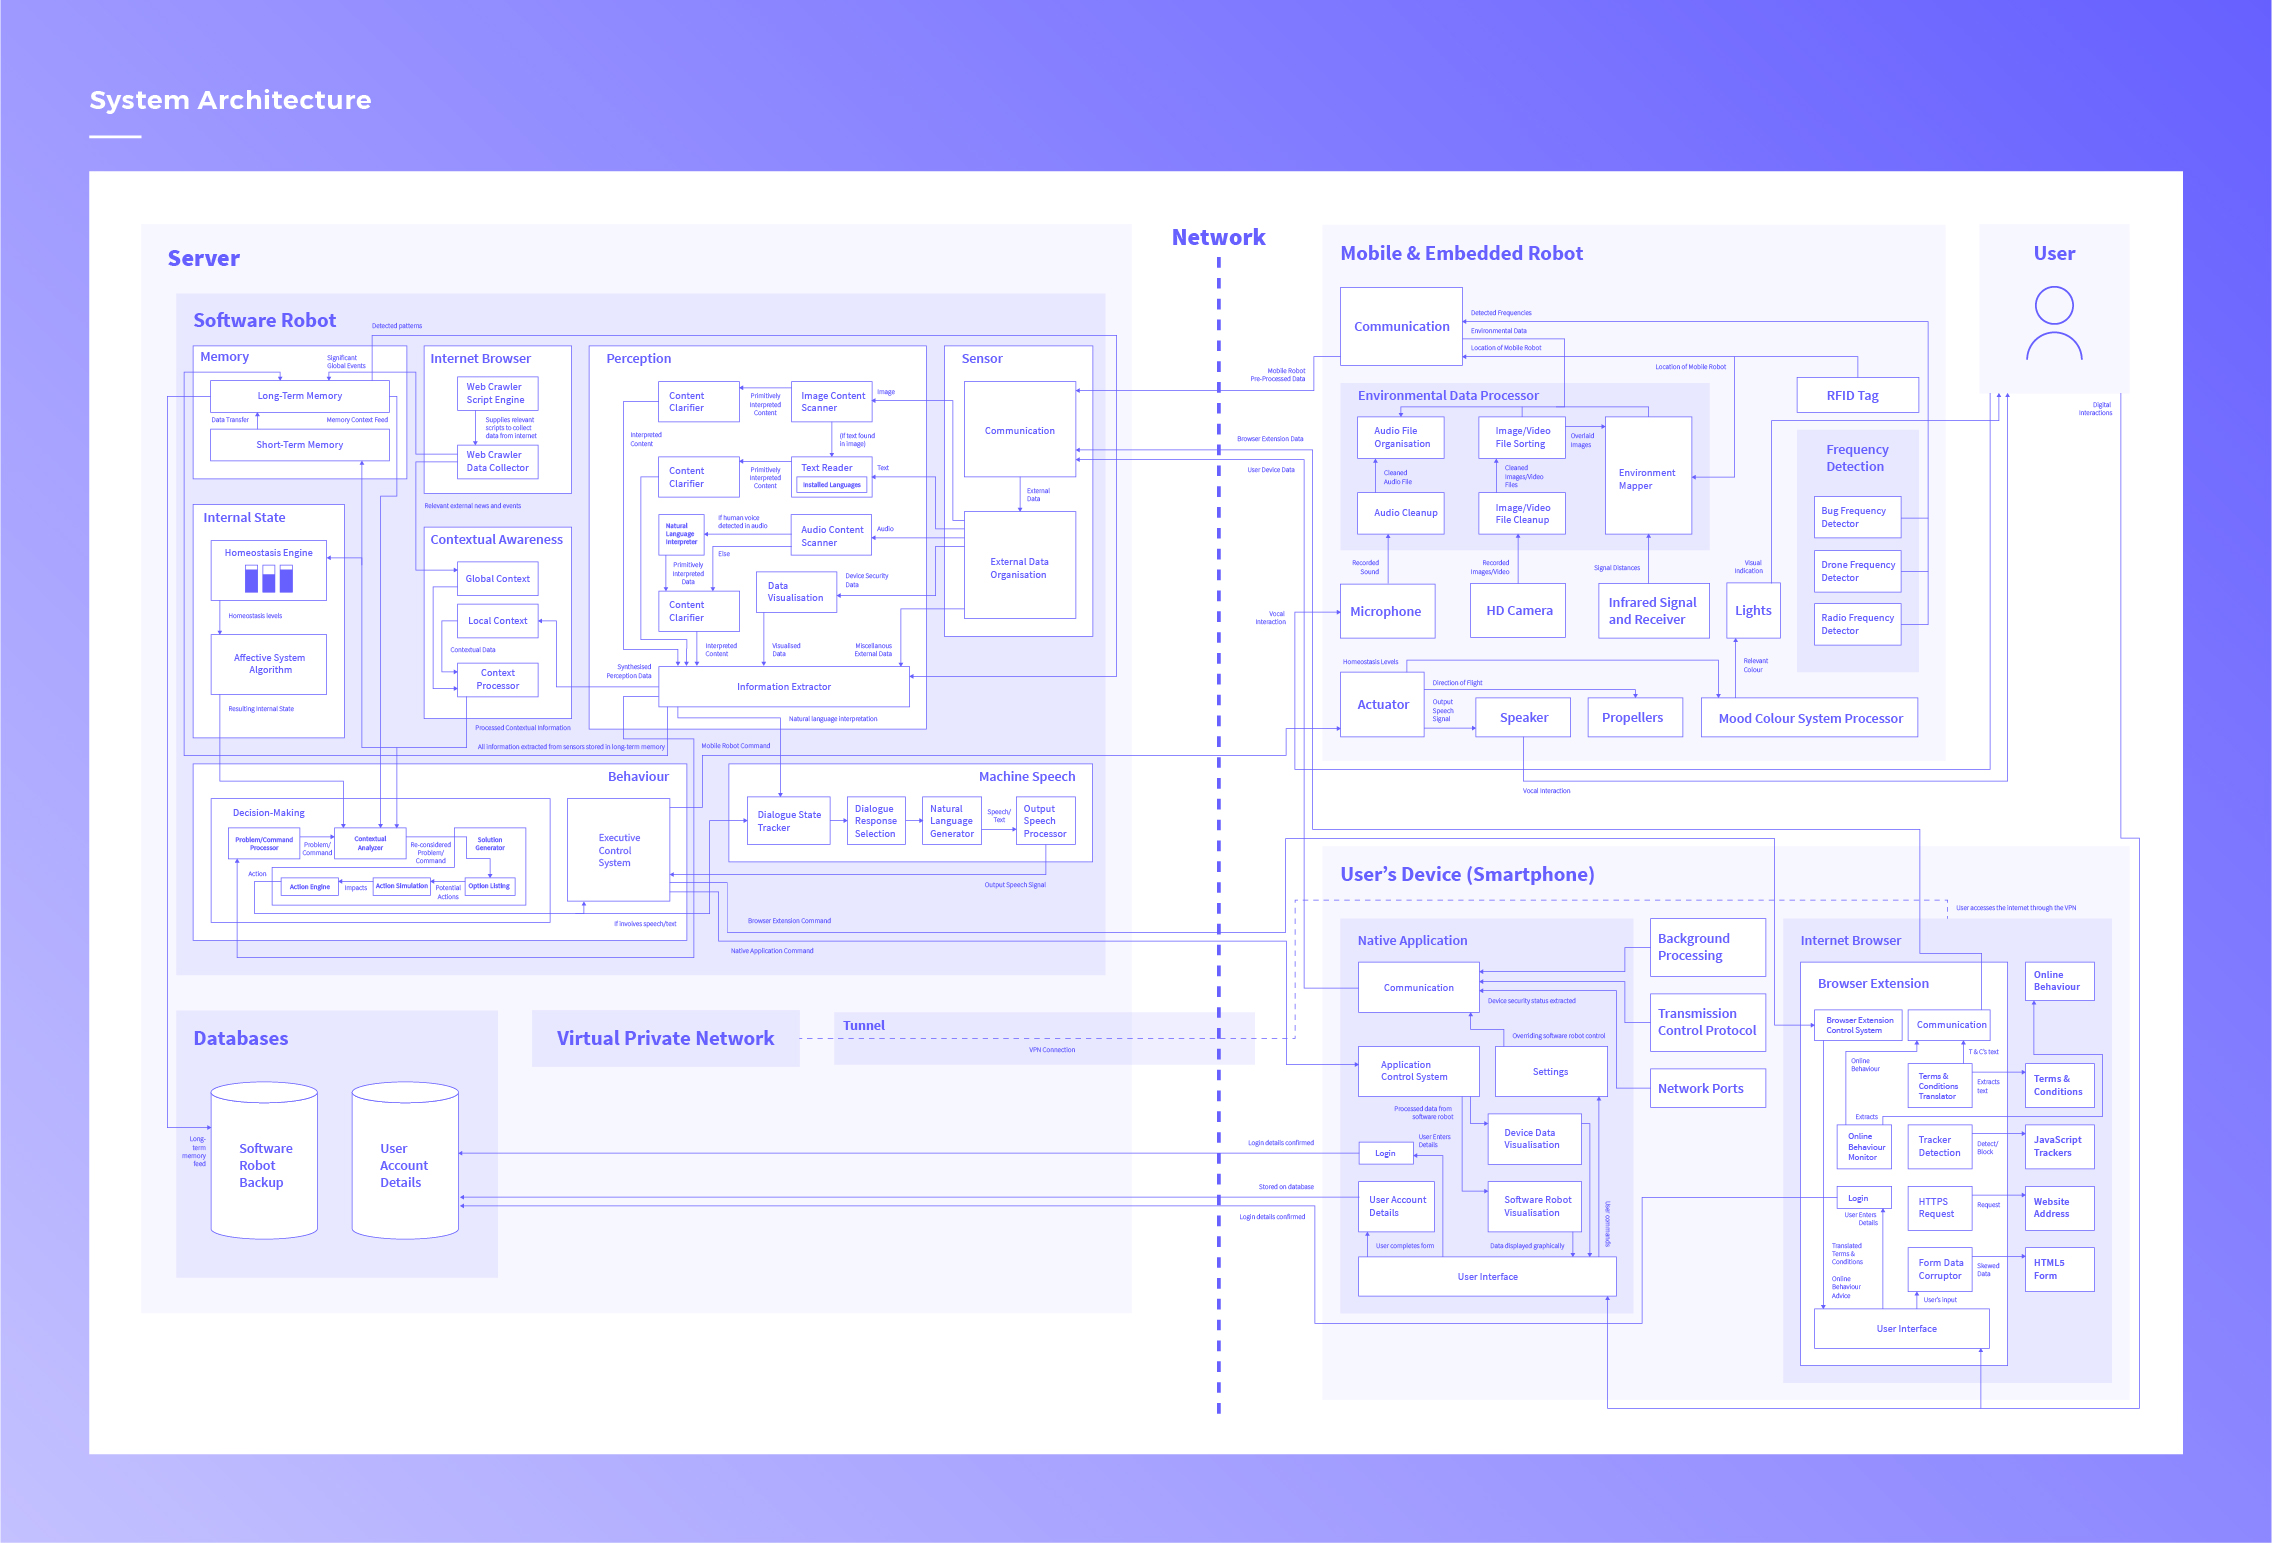 System Architecture
Server
Software Robot
Detected patterns
Memory
Significant
Global Events
Long-Term Memory
Data Transfer
Memory Context Feed
Short-Term Memory
Internet Browser
Web Crawler
Script Engine
Supplies relevant
scripts to collect
data from internet
Web Crawler
Data Collector
Relevant external news and events
Internal State
Homeostasis Engine
Homeostasis levels
Affective System
Algorithm
Resulting Internal State
Contextual Awareness
Global Context
Local Context
Contextual Data
Context
Processor
Processed Contextual Information
All information extracted from sensors stored in long-term memory
Perception
Content
Clarifier
Primitively
Interpreted
Content
Image Content
Scanner
Image
Interpreted
Content
(If text found
in image)
Content
Clarifier
Primitively
Interpreted
Content
Text Reader
Installed Languages
Text
Natural
Language
Interpreter
If human voice
detected in audio
Audio Content
Scanner
Audio
Else
Primitively
Interpreted
Data
Data
Visualisation
Device Security
Data
Content
Clarifier
Interpreted
Content
Visualised
Data
Miscellanous
External Data
Synthesised
Perception Data
Information Extractor
Natural language interpretation
Sensor
Communication
External
Data
External Data
Organisation
Mobile Robot Command
Behaviour
Decision-Making
Problem/Command
Processor
Problem/
Command
Contextual
Analyzer
Re-considered
Problem/
Command
Solution
Generator
Action
Action Engine
Impacts
Action Simulation
Potential
Actions
Option Listing
Executive
Control
System
If involves speech/text
Machine Speech
Dialogue State
Tracker
Dialogue
Response
Selection
Natural
Language
Generator
Speech/
Text
Output
Speech
Processor
Output Speech Signal
Browser Extension Command
Native Application Command
Databases
Long-
term
memory
feed
Software
Robot
Backup
User
Account
Details
Virtual Private Network
Tunnel
VPN Connection
Network
Mobile Robot
Pre-Processed Data
Browser Extension Data
User Device Data
Vocal
Interaction
Login details confirmed
Stored on database
Login details confirmed
Mobile & Embedded Robot
Communication
Detected Frequencies
Environmental Data
Location of Mobile Robot
Location of Mobile Robot
RFID Tag
Environmental Data Processor
Audio File
Organisation
Image/Video
File Sorting
Overlaid
Images
Environment
Mapper
Cleaned
Audio File
Cleaned
Images/Video
Files
Audio Cleanup
Image/Video
File Cleanup
Frequency
Detection
Bug Frequency
Detector
Drone Frequency
Detector
Radio Frequency
Detector
Recorded
Sound
Recorded
Images/Video
Signal Distances
Visual
Indication
Microphone
HD Camera
Infrared Signal
and Receiver
Lights
Homeostasis Levels
Relevant
Colour
Actuator
Direction of Flight
Output
Speech
Signal
Speaker
Propellers
Mood Colour System Processor
Vocal Interaction
User
Digital
Interactions
User's Device (Smartphone)
User accesses the internet through the VPN
Native Application
Communication
Device security status extracted
Overriding software robot control
Application
Control System
Settings
Processed data from
software robot
User Enters
Details
Login
Device Data
Visualisation
User Account
Details
Software Robot
Visualisation
User commands
User completes form
Data displayed graphically
User Interface
Background
Processing
Transmission
Control Protocol
Network Ports
Internet Browser
Browser Extension
Online
Behaviour
Browser Extension
Control System
Communication
Online
Behaviour
T & C's text
Terms &
Conditions
Translator
Extracts
text
Terms &
Conditions
Extracts
Online
Behaviour
Monitor
Tracker
Detection
Detect/
Block
JavaScript
Trackers
Login
User Enters
Details
HTTPS
Request
Request
Website
Address
Translated
Terms &
Conditions
Online
Behaviour
Advice
Form Data
Corruptor
Skewed
Data
HTML5
Form
User's input
User Interface